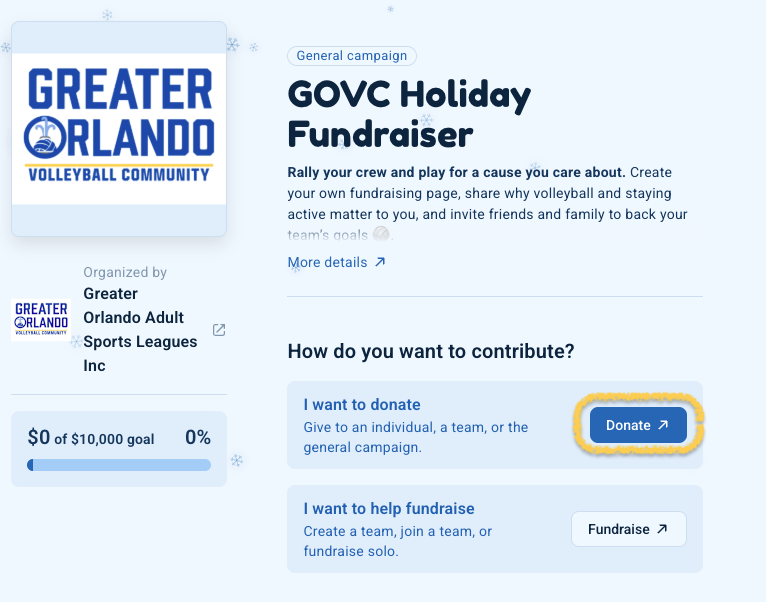 GREATER
ORLANDO
VOLLEYBALL COMMUNITY
Organized by
GREATER
ORLANDO
VOLLEYBALL COMMUNITY
Greater
Orlando Adult
Sports Leagues
Inc
$0 of $10,000 goal 0%
General campaign
GOVC Holiday
Fundraiser
Rally your crew and play for a cause you care about. Create
your own fundraising page, share why volleyball and staying
active matter to you, and invite friends and family to back your
team's goals 🏐.
More details ↗
How do you want to contribute?
I want to donate
Give to an individual, a team, or the
general campaign.
Donate ↗
I want to help fundraise
Create a team, join a team, or
fundraise solo.
Fundraise ↗